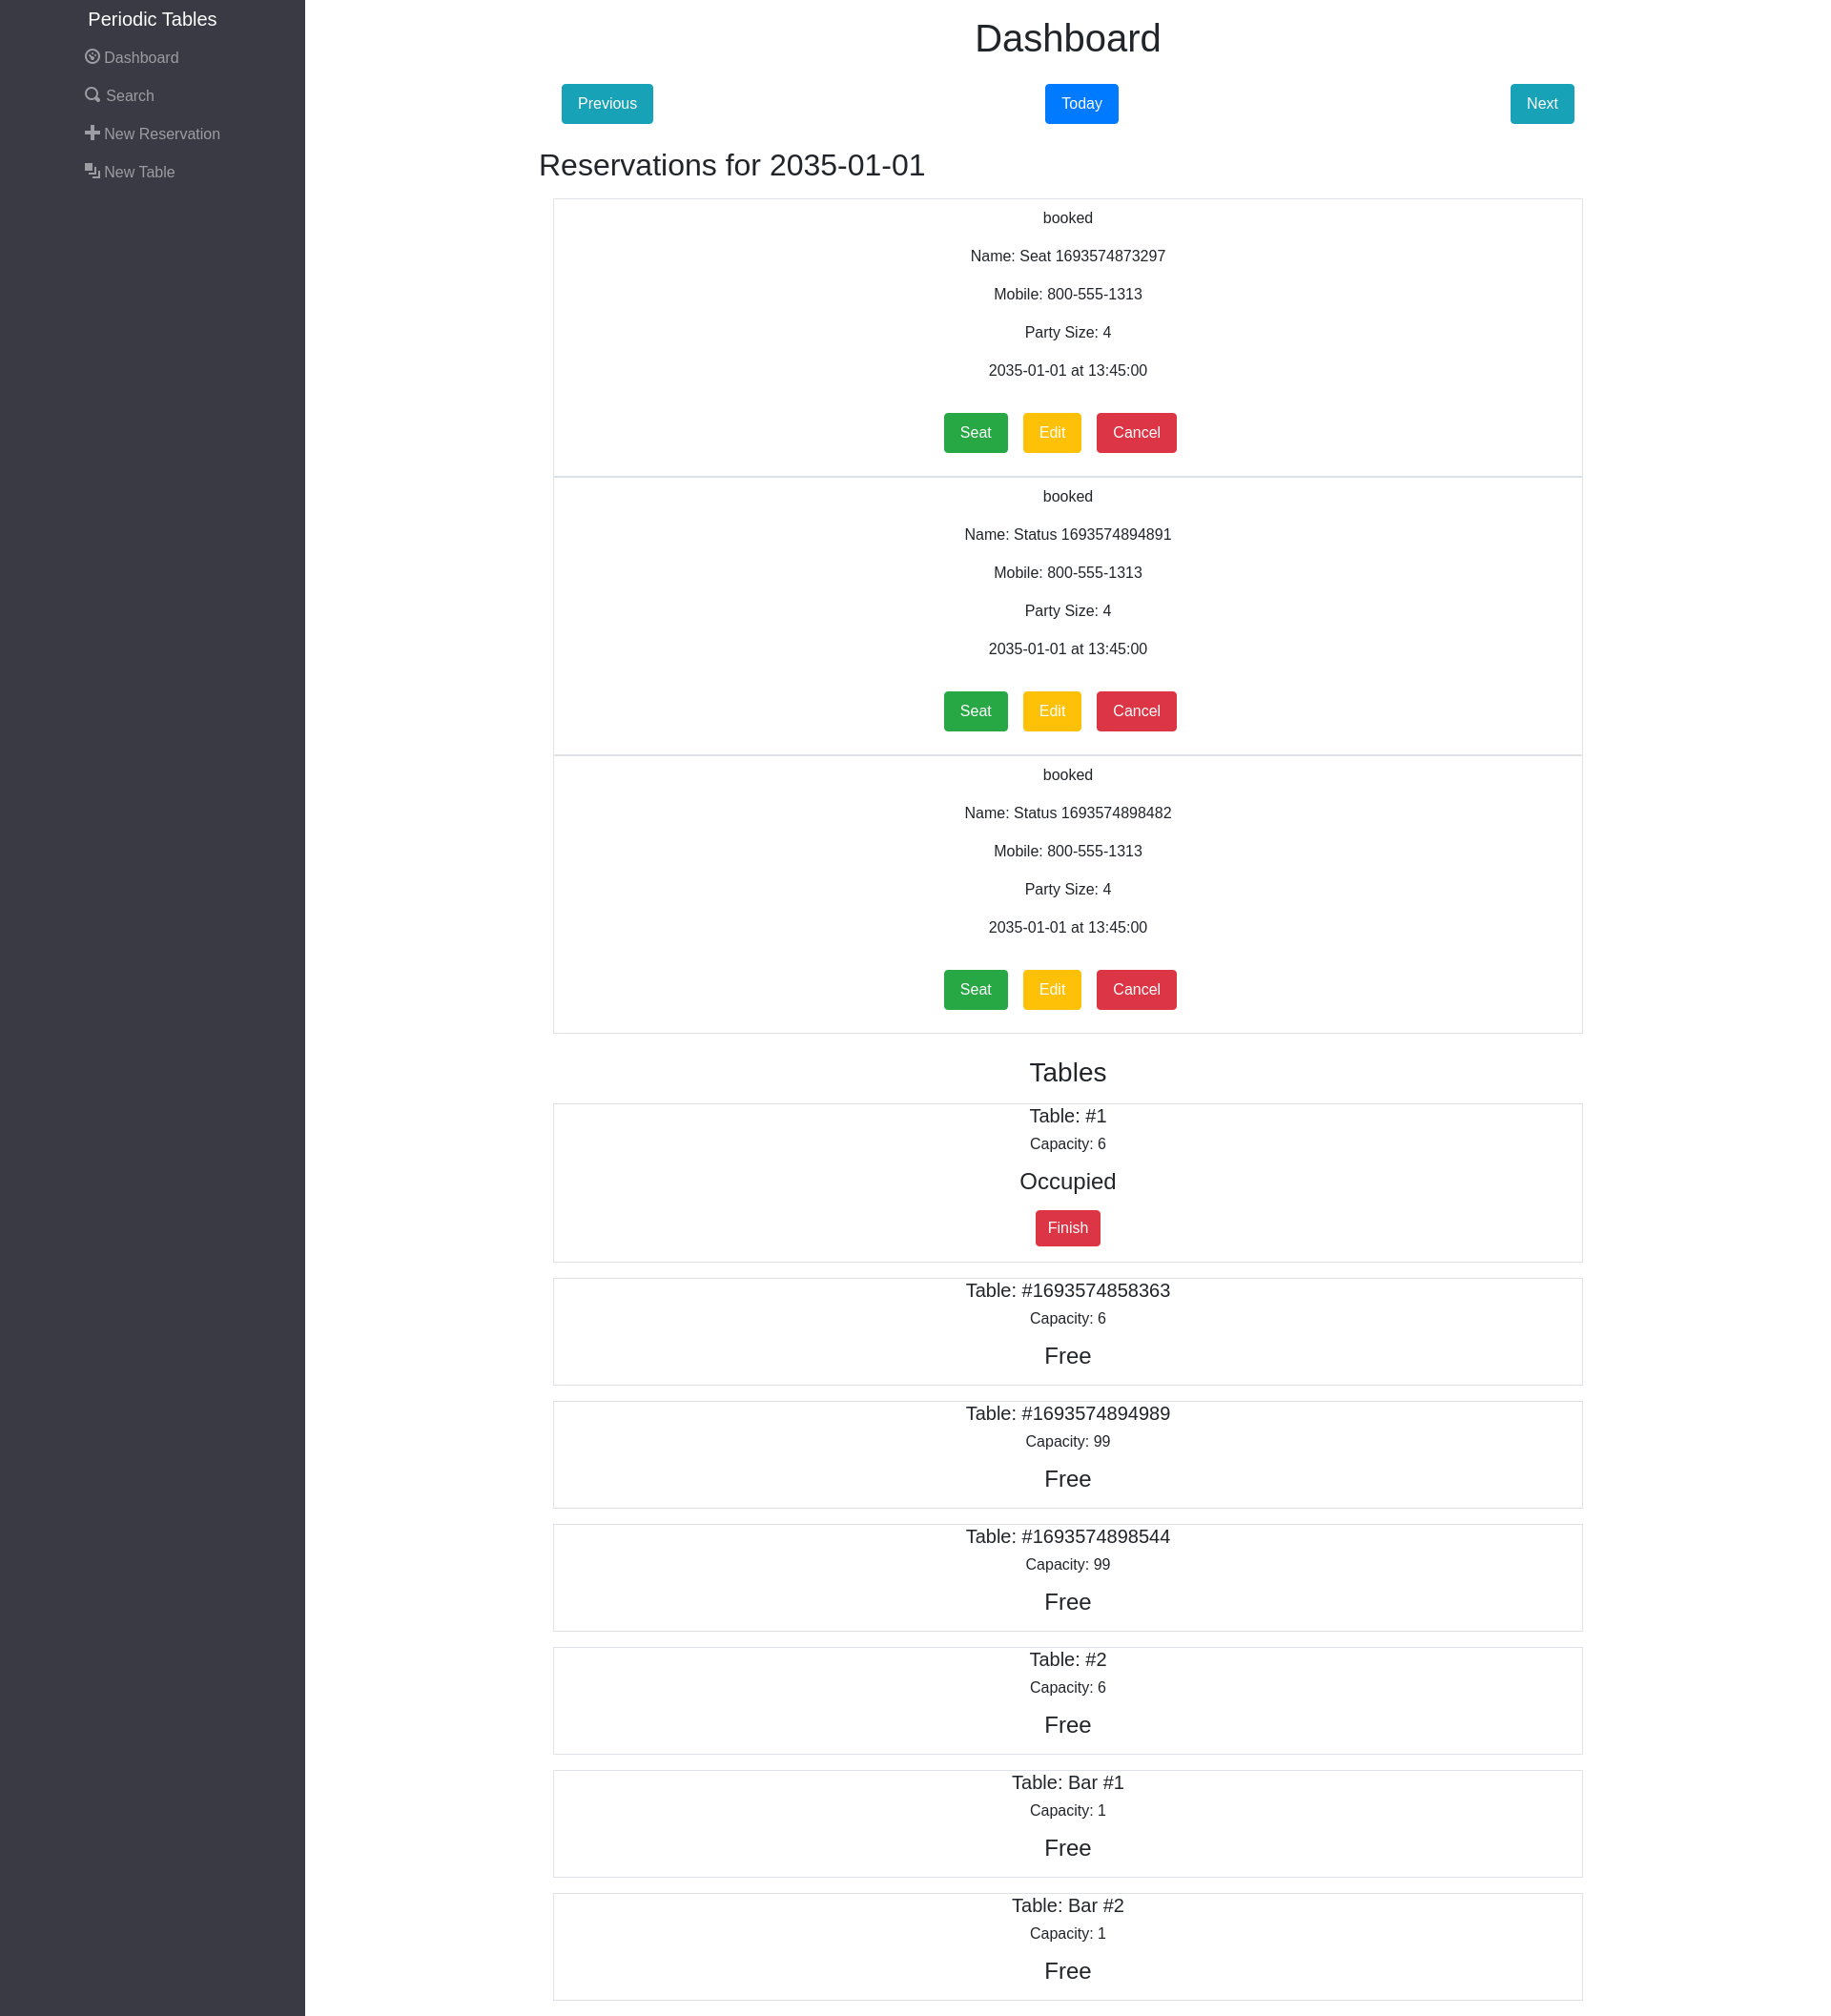 Periodic Tables
Dashboard
Search
New Reservation
New Table
Dashboard
Previous Today Next
Reservations for 2035-01-01
booked
Name: Seat 1693574873297
Mobile: 800-555-1313
Party Size: 4
2035-01-01 at 13:45:00
Seat Edit Cancel
booked
Name: Status 1693574894891
Mobile: 800-555-1313
Party Size: 4
2035-01-01 at 13:45:00
Seat Edit Cancel
booked
Name: Status 1693574898482
Mobile: 800-555-1313
Party Size: 4
2035-01-01 at 13:45:00
Seat Edit Cancel
Tables
Table: #1
Capacity: 6
Occupied
Finish
Table: #1693574858363
Capacity: 6
Free
Table: #1693574894989
Capacity: 99
Free
Table: #1693574898544
Capacity: 99
Free
Table: #2
Capacity: 6
Free
Table: Bar #1
Capacity: 1
Free
Table: Bar #2
Capacity: 1
Free